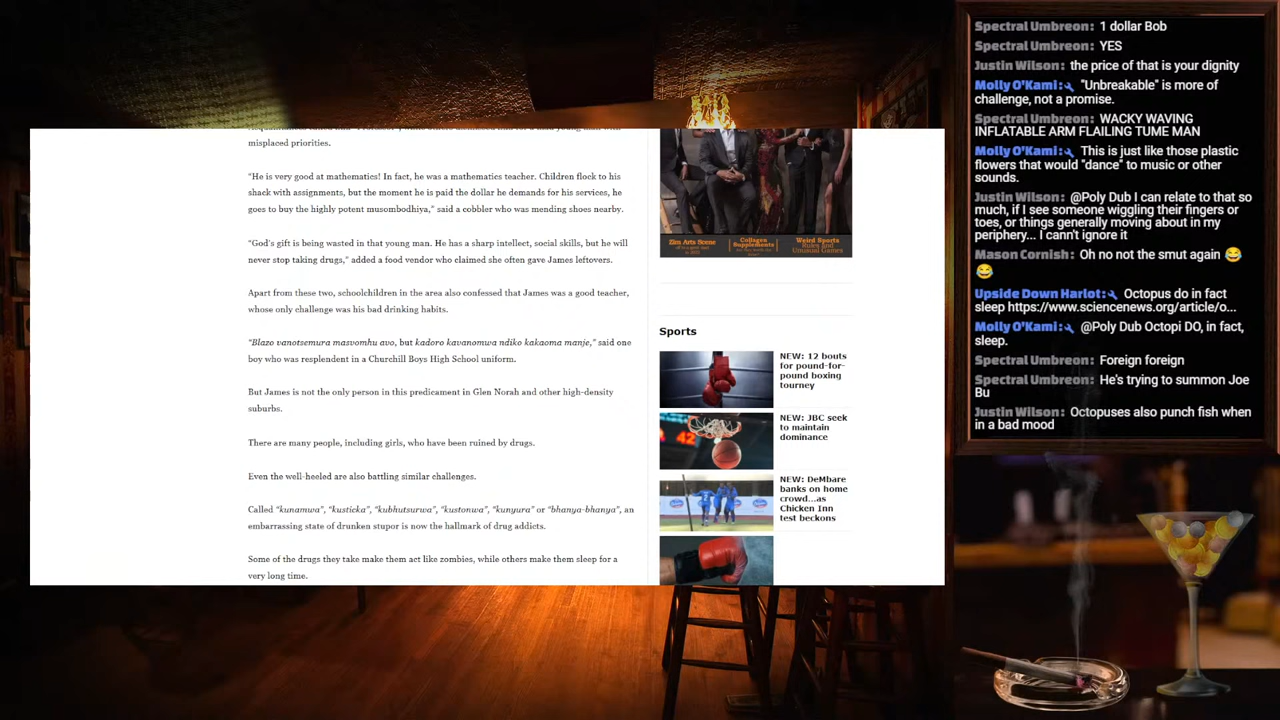 misplaced priorities.
“He is very good at mathematics! In fact, he was a mathematics teacher. Children flock to his
shack with assignments, but the moment he is paid the dollar he demands for his services, he
goes to buy the highly potent musombodhiya,” said a cobbler who was mending shoes nearby.
“God’s gift is being wasted in that young man. He has a sharp intellect, social skills, but he will
never stop taking drugs,” added a food vendor who claimed she often gave James leftovers.
Apart from these two, schoolchildren in the area also confessed that James was a good teacher,
whose only challenge was his bad drinking habits.
“Blazo vanotsemura masvomhu avo, but kadoro kavanomwa ndiko kakaoma manje,” said one
boy who was resplendent in a Churchill Boys High School uniform.
But James is not the only person in this predicament in Glen Norah and other high-density
suburbs.
There are many people, including girls, who have been ruined by drugs.
Even the well-heeled are also battling similar challenges.
Called “kunamwa”, “kusticka”, “kubhutsurwa”, “kustonwa”, “kunyura” or “bhanya-bhanya”, an
embarrassing state of drunken stupor is now the hallmark of drug addicts.
Some of the drugs they take make them act like zombies, while others make them sleep for a
very long time.
Zim Arts Scene
Collagen
Supplements
Weird Sports
Rules and
Unusual Games
Sports
NEW: 12 bouts
for pound-for-
pound boxing
tourney
42
NEW: JBC seek
to maintain
dominance
NEW: DeMbare
banks on home
crowd...as
Chicken Inn
test beckons
Spectral Umbreon: 1 dollar Bob
Spectral Umbreon: YES
Justin Wilson: the price of that is your dignity
Molly O'Kami: "Unbreakable" is more of
challenge, not a promise.
Spectral Umbreon: WACKY WAVING
INFLATABLE ARM FLAILING TUME MAN
Molly O'Kami: This is just like those plastic
flowers that would "dance" to music or other
sounds.
Justin Wilson: @Poly Dub I can relate to that so
much, if I see someone wiggling their fingers or
toes, or things generally moving about in my
periphery... I cann't ignore it
Mason Cornish: Oh no not the smut again 😂
😂
Upside Down Harlot: Octopus do in fact
sleep https://www.sciencenews.org/article/o...
Molly O'Kami: @Poly Dub Octopi DO, in fact,
sleep.
Spectral Umbreon: Foreign foreign
Spectral Umbreon: He's trying to summon Joe
Bu
Justin Wilson: Octopuses also punch fish when
in a bad mood